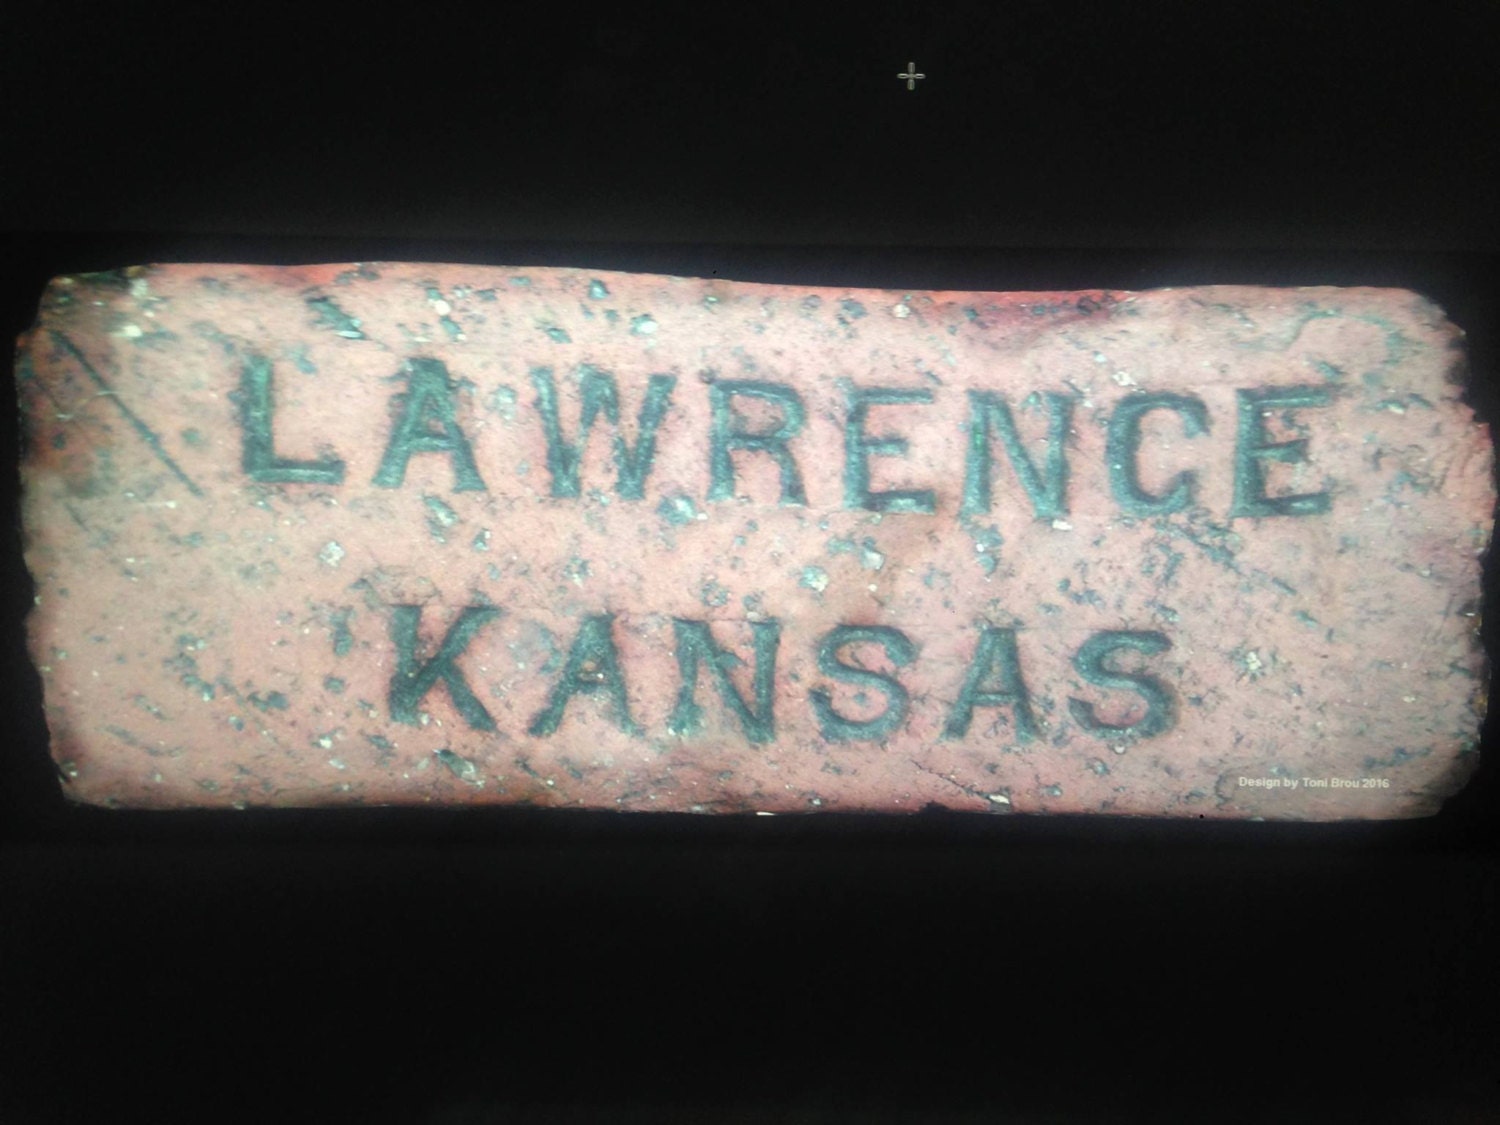 LAWRENCE
KANSAS
Design by Toni Brou 2016